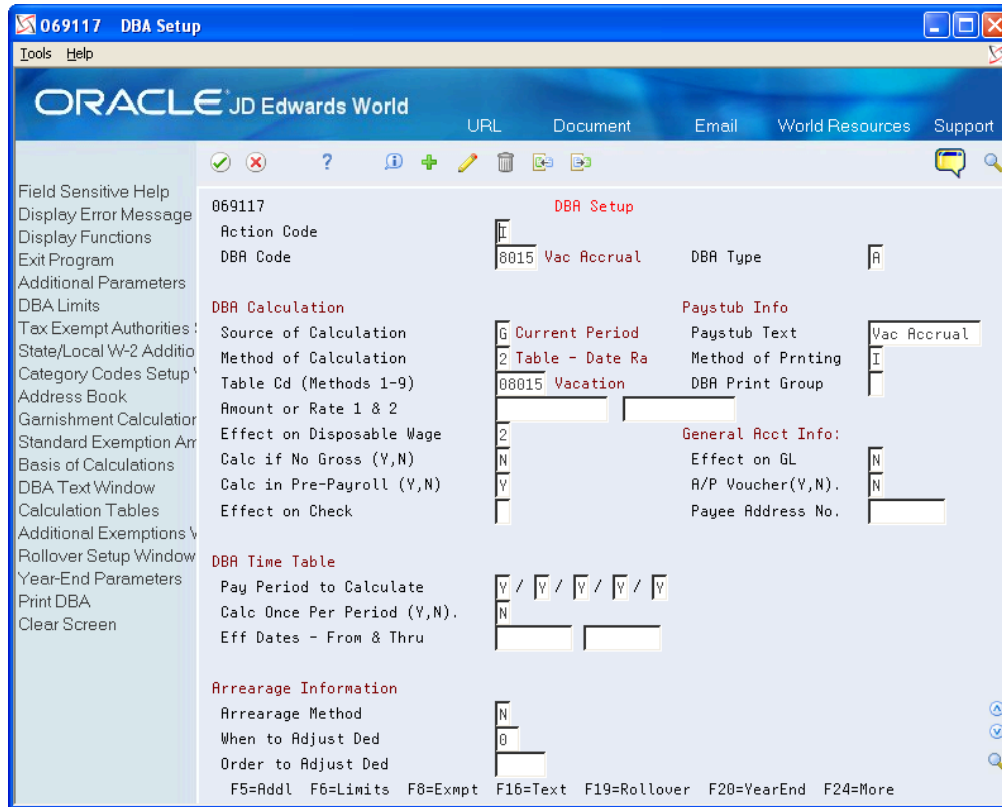 069117 DBA Setup
Tools Help
ORACLE JD Edwards World
URL Document Email World Resources Support
Field Sensitive Help
Display Error Message
Display Functions
Exit Program
Additional Parameters
DBA Limits
Tax Exempt Authorities S
State/Local W-2 Additio
Category Codes Setup
Address Book
Garnishment Calculation
Standard Exemption Am
Basis of Calculations
DBA Text Window
Calculation Tables
Additional Exemptions W
Rollover Setup Window
Year-End Parameters
Print DBA
Clear Screen
069117 DBA Setup
Action Code I
DBA Code 8015 Vac Accrual DBA Type A
DBA Calculation Paystub Info
Source of Calculation G Current Period Paystub Text Vac Accrual
Method of Calculation 2 Table - Date Ra Method of Prnting I
Table Cd (Methods 1-9) 08015 Vacation DBA Print Group
Amount or Rate 1 & 2
Effect on Disposable Wage 2 General Acct Info:
Calc if No Gross (Y,N) N Effect on GL N
Calc in Pre-Payroll (Y,N) Y A/P Voucher(Y,N). N
Effect on Check Payee Address No.
DBA Time Table
Pay Period to Calculate Y / Y / Y / Y / Y
Calc Once Per Period (Y,N). N
Eff Dates - From & Thru
Arrearage Information
Arrearage Method N
When to Adjust Ded 0
Order to Adjust Ded
F5=Addl F6=Limits F8=Exmpt F16=Text F19=Rollover F20=YearEnd F24=More